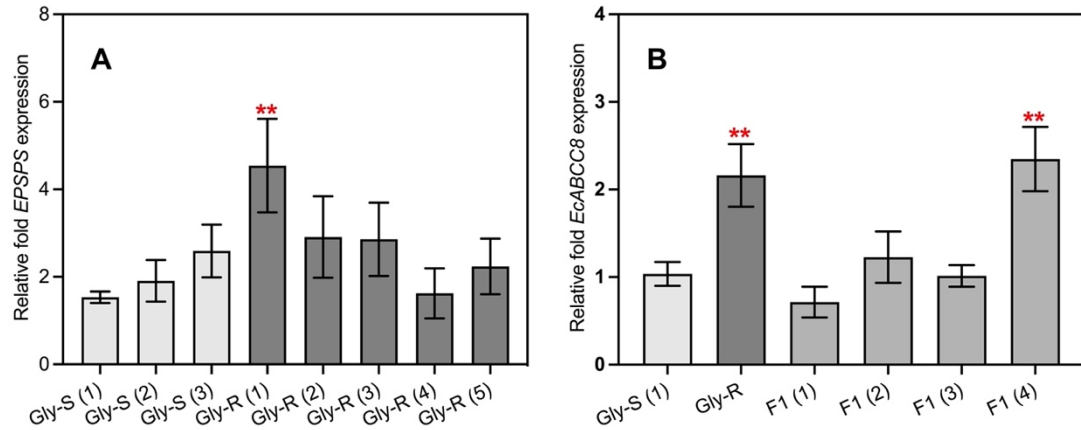 A
Relative fold EPSPS expression
8
6
4
2
0
**
Gly-S (1)
Gly-S (2)
Gly-S (3)
Gly-R (1)
Gly-R (2)
Gly-R (3)
Gly-R (4)
Gly-R (5)
B
Relative fold EcABCC8 expression
4
3
2
1
0
**
**
Gly-S (1)
Gly-R
F1 (1)
F1 (2)
F1 (3)
F1 (4)